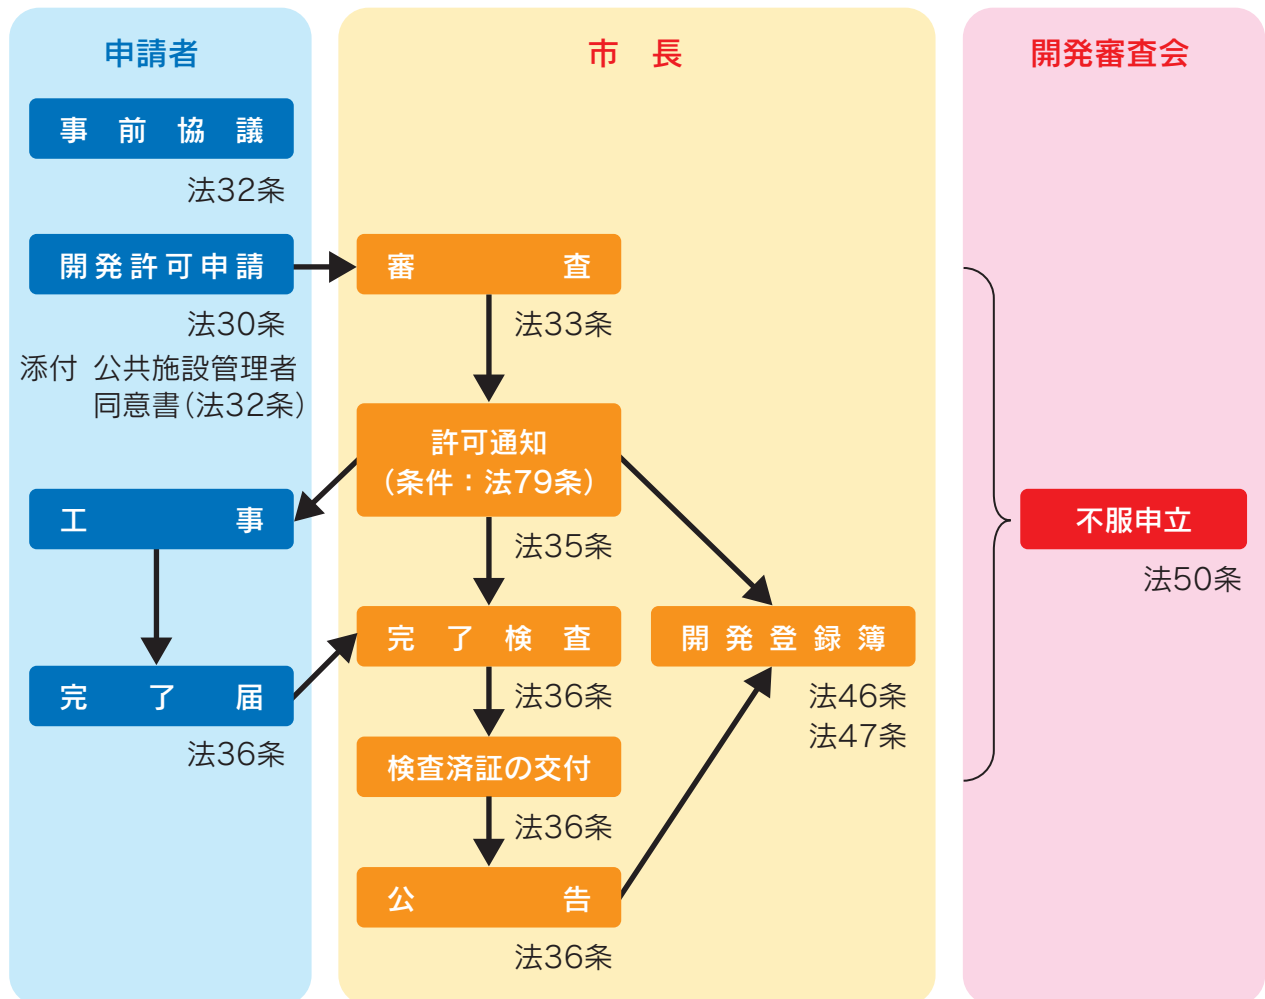 申請者
事前協議
法32条
開発許可申請
法30条
添付 公共施設管理者
同意書(法32条)
工事
完了届
法36条
市 長
審査
法33条
許可通知
(条件：法79条)
法35条
完了検査
法36条
検査済証の交付
法36条
公告
法36条
開発登録簿
法46条
法47条
開発審査会
不服申立
法50条